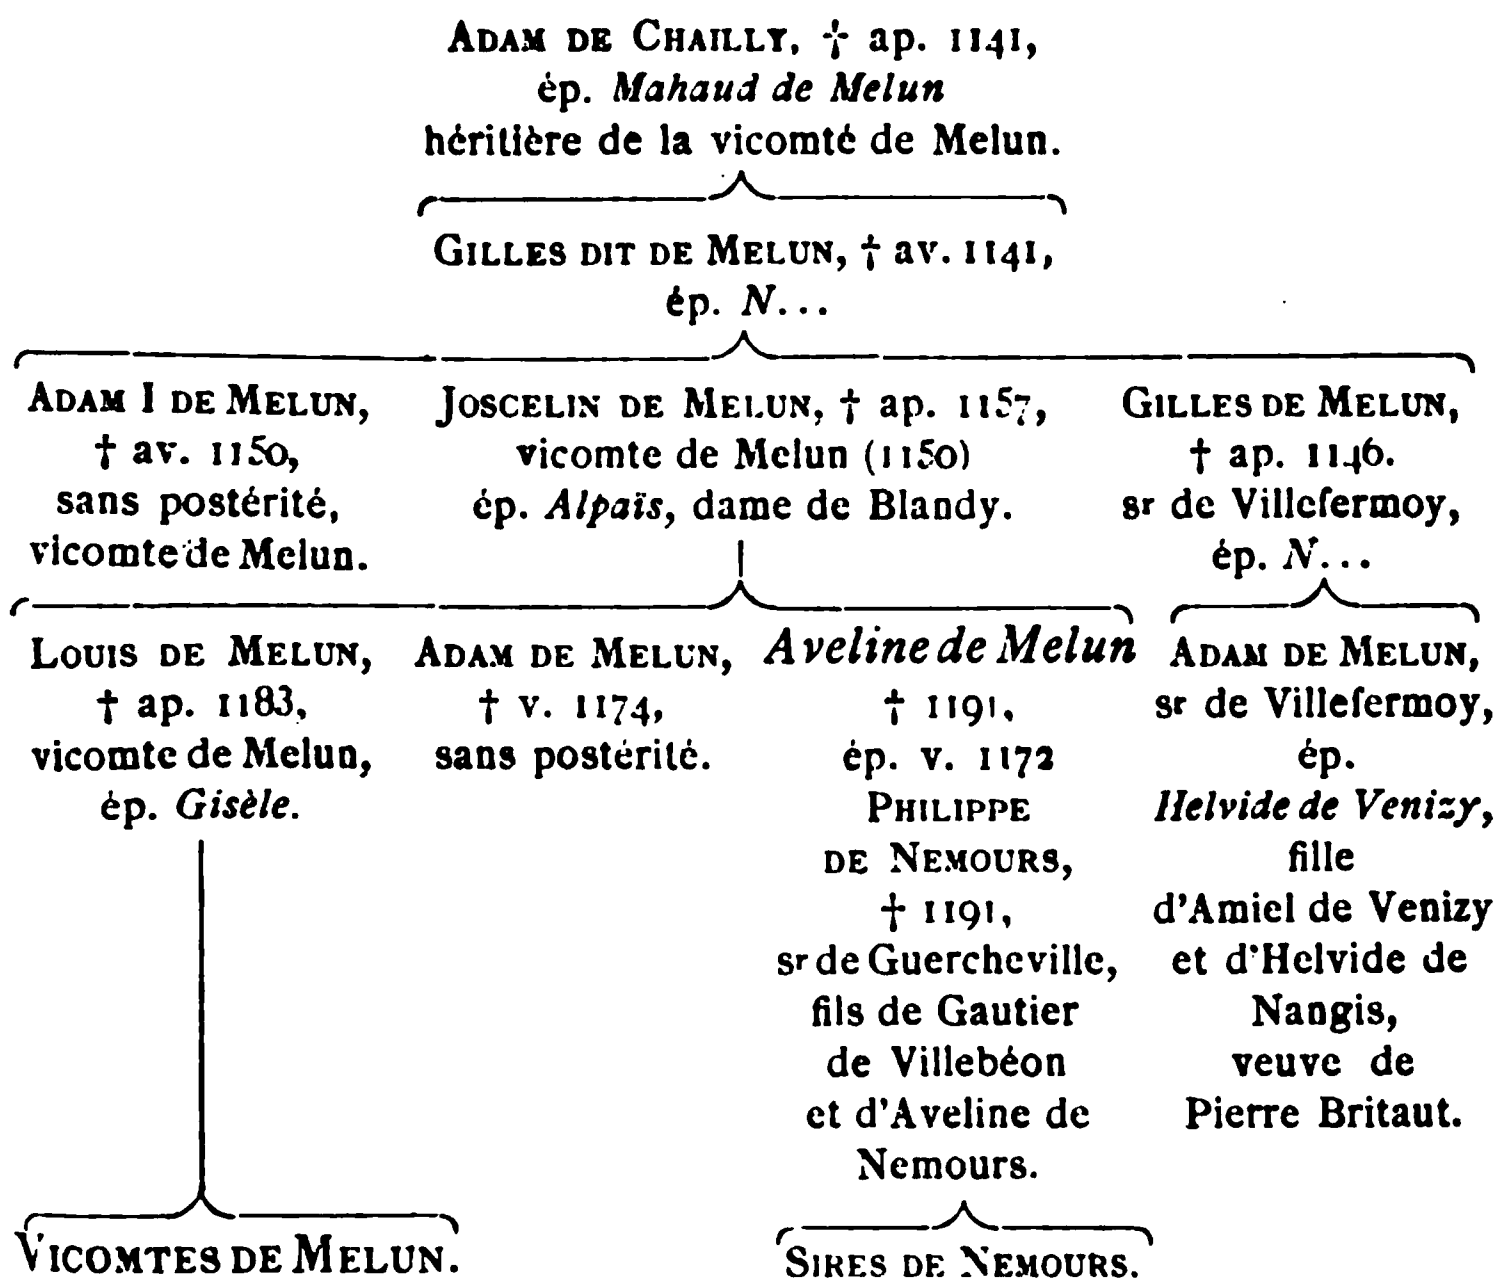 ADAM DE CHAILLY, † ap. 1141,
ép. Mahaud de Melun
héritière de la vicomté de Melun.
GILLES DIT DE MELUN, † av. 1141,
ép. N...
ADAM I DE MELUN,
† av. 1150,
sans postérité,
vicomte de Melun.
JOSCELIN DE MELUN, † ap. 1157,
vicomte de Melun (1150)
ép. Alpaïs, dame de Blandy.
GILLES DE MELUN,
† ap. 1146.
sr de Villefermoy,
ép. N...
LOUIS DE MELUN,
† ap. 1183,
vicomte de Melun,
ép. Gisèle.
ADAM DE MELUN,
† v. 1174,
sans postérité.
Aveline de Melun
† 1191,
ép. v. 1172
PHILIPPE
DE NEMOURS,
† 1191,
sr de Guercheville,
fils de Gautier
de Villebéon
et d'Aveline de
Nemours.
ADAM DE MELUN,
sr de Villefermoy,
ép.
Helvide de Venizy,
fille
d'Amiel de Venizy
et d'Helvide de
Nangis,
veuve de
Pierre Britaut.
VICOMTES DE MELUN.
SIRES DE NEMOURS.